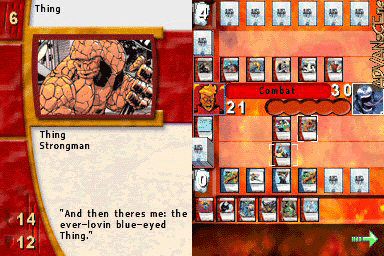 6
Thing
Thing
Strongman
"And then theres me: the
ever-lovin blue-eyed
Thing."
14
12
4
Combat
21
30
0